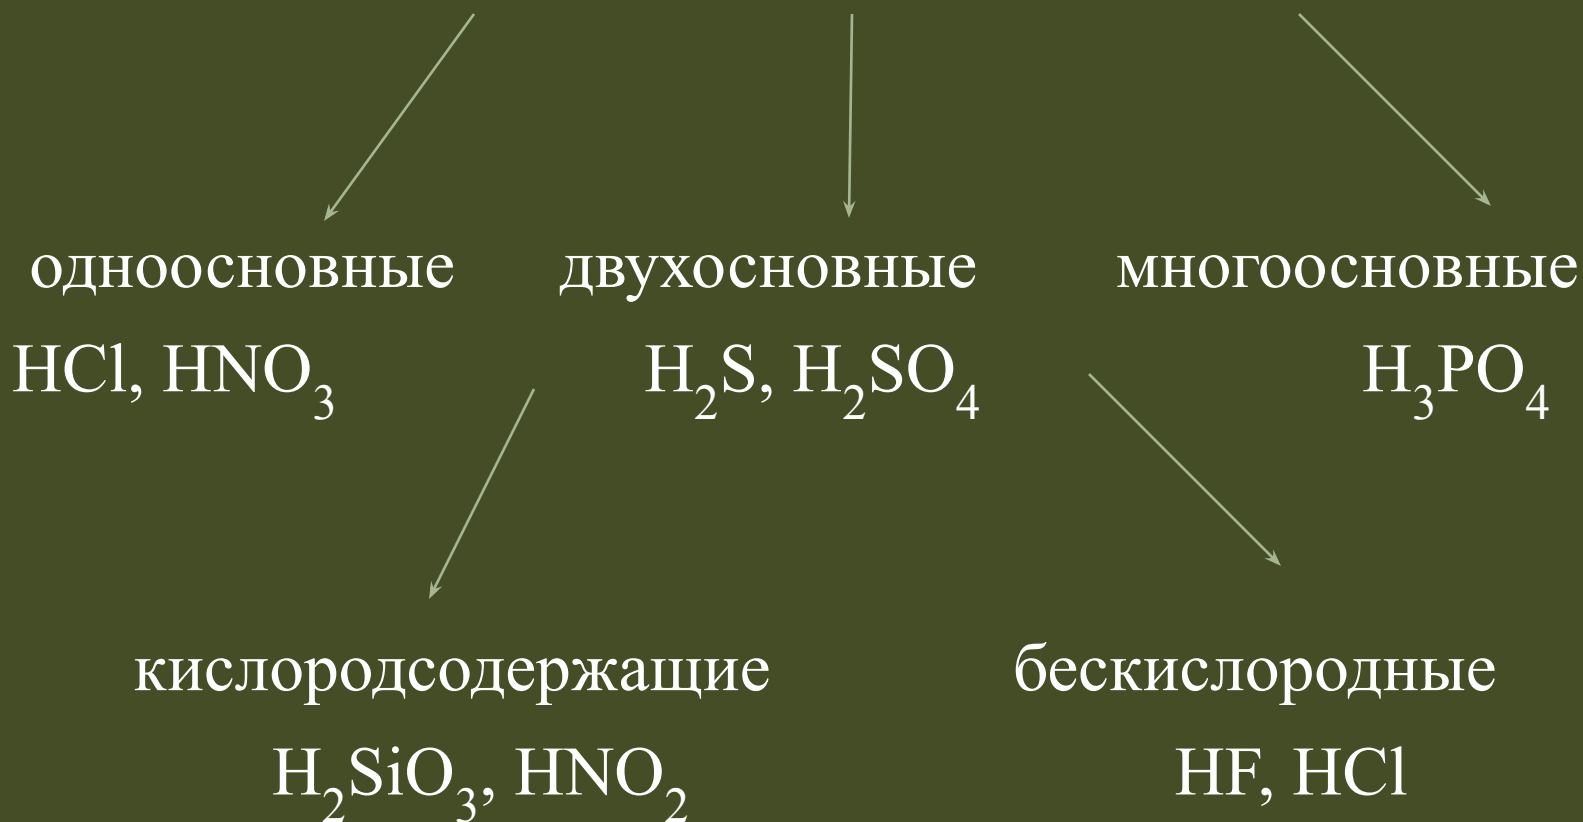 одноосновные двухосновные многоосновные
HCl, HNO₃ H₂S, H₂SO₄ H₃PO₄
кислородсодержащие бескислородные
H₂SiO₃, HNO₂ HF, HCl